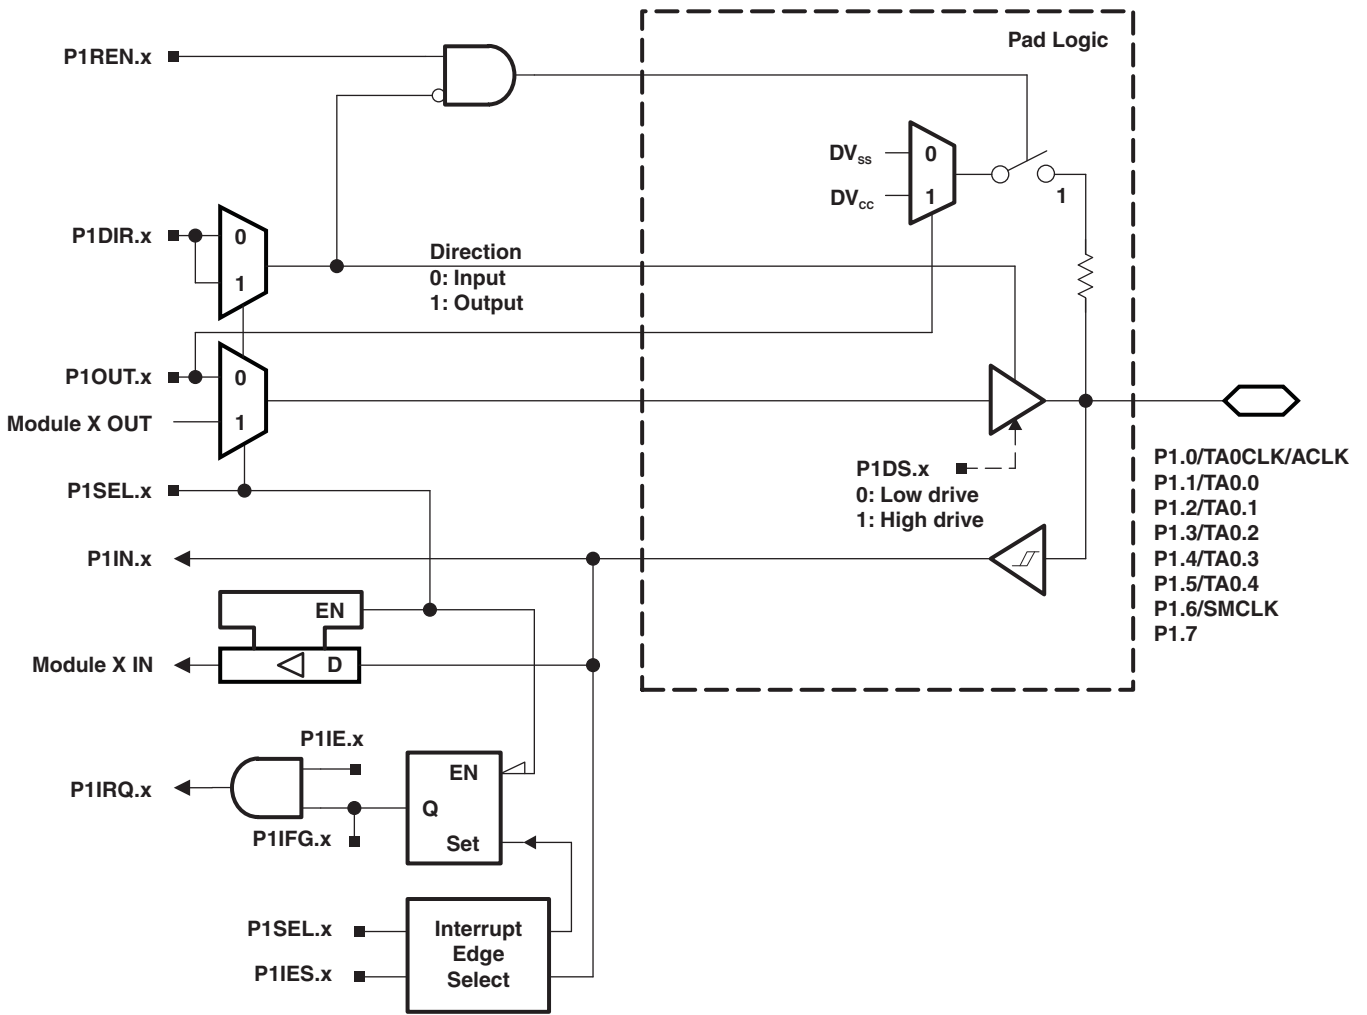 Pad Logic
P1REN.x
DVSS
0
DVCC
1
1
P1DIR.x
0
1
Direction
0: Input
1: Output
P1OUT.x
0
Module X OUT
1
P1SEL.x
P1DS.x
0: Low drive
1: High drive
P1.0/TA0CLK/ACLK
P1.1/TA0.0
P1.2/TA0.1
P1.3/TA0.2
P1.4/TA0.3
P1.5/TA0.4
P1.6/SMCLK
P1.7
P1IN.x
EN
Module X IN
D
P1IE.x
P1IRQ.x
EN
Q
P1IFG.x
Set
P1SEL.x
P1IES.x
Interrupt
Edge
Select